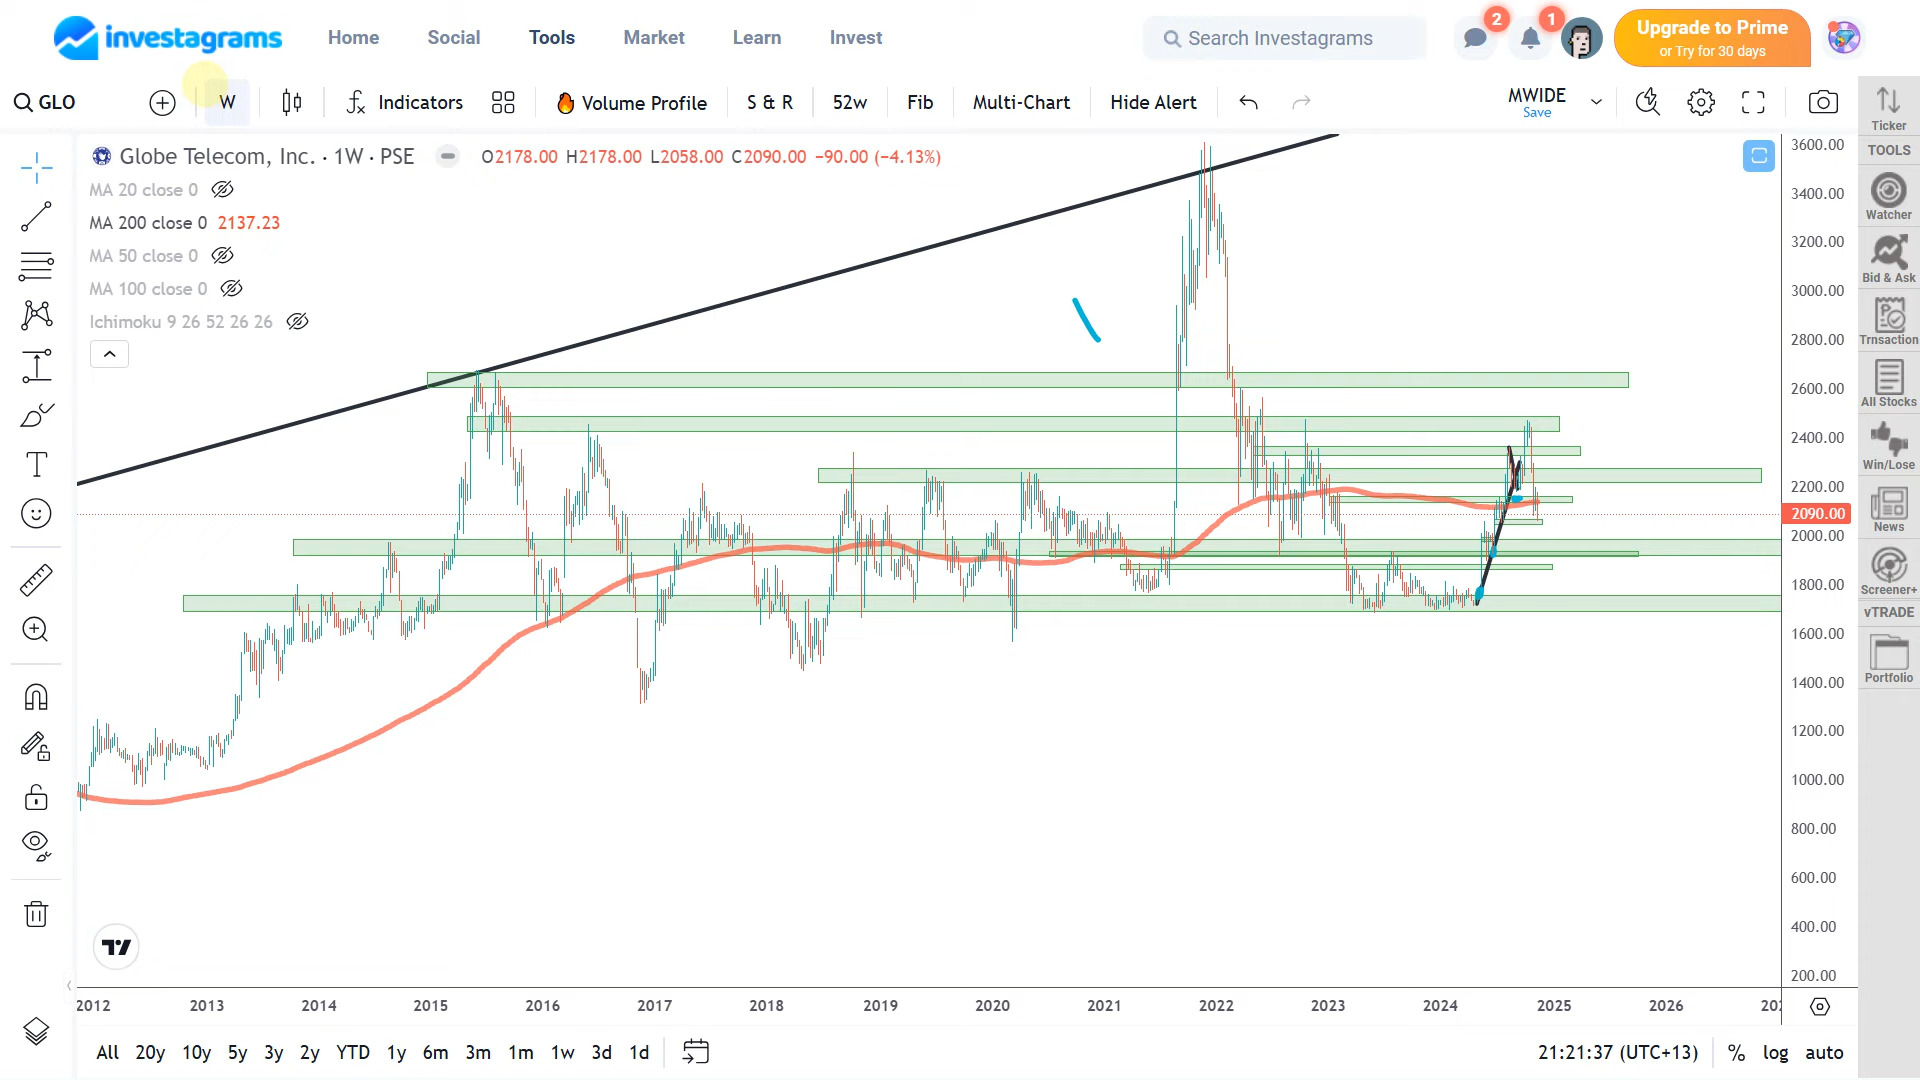 investagrams Home Social Tools Market Learn Invest Search Investagrams 2 1 Upgrade to Prime
or Try for 30 days
GLO W Indicators Volume Profile S & R 52w Fib Multi-Chart Hide Alert MWIDE
Save
Globe Telecom, Inc. · 1W · PSE O2178.00 H2178.00 L2058.00 C2090.00 −90.00 (−4.13%)
MA 20 close 0
MA 200 close 0 2137.23
MA 50 close 0
MA 100 close 0
Ichimoku 9 26 52 26 26
3600.00
3400.00
3200.00
3000.00
2800.00
2600.00
2400.00
2200.00
2090.00
2000.00
1800.00
1600.00
1400.00
1200.00
1000.00
800.00
600.00
400.00
200.00
Ticker
TOOLS
Watcher
Bid & Ask
Trnsaction
All Stocks
Win/Lose
News
Screener+
vTRADE
Portfolio
2012 2013 2014 2015 2016 2017 2018 2019 2020 2021 2022 2023 2024 2025 2026
All 20y 10y 5y 3y 2y YTD 1y 6m 3m 1m 1w 3d 1d 21:21:37 (UTC+13) % log auto